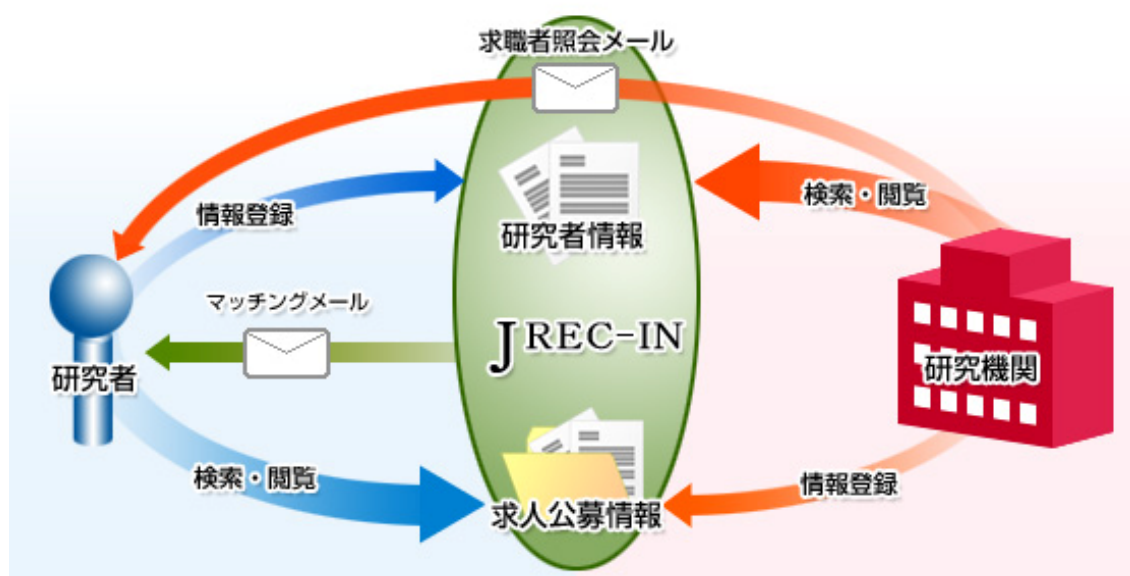 求職者照会メール
検索・閲覧
情報登録
研究者情報
マッチングメール
J REC-IN
研究者
研究機関
検索・閲覧
情報登録
求人公募情報